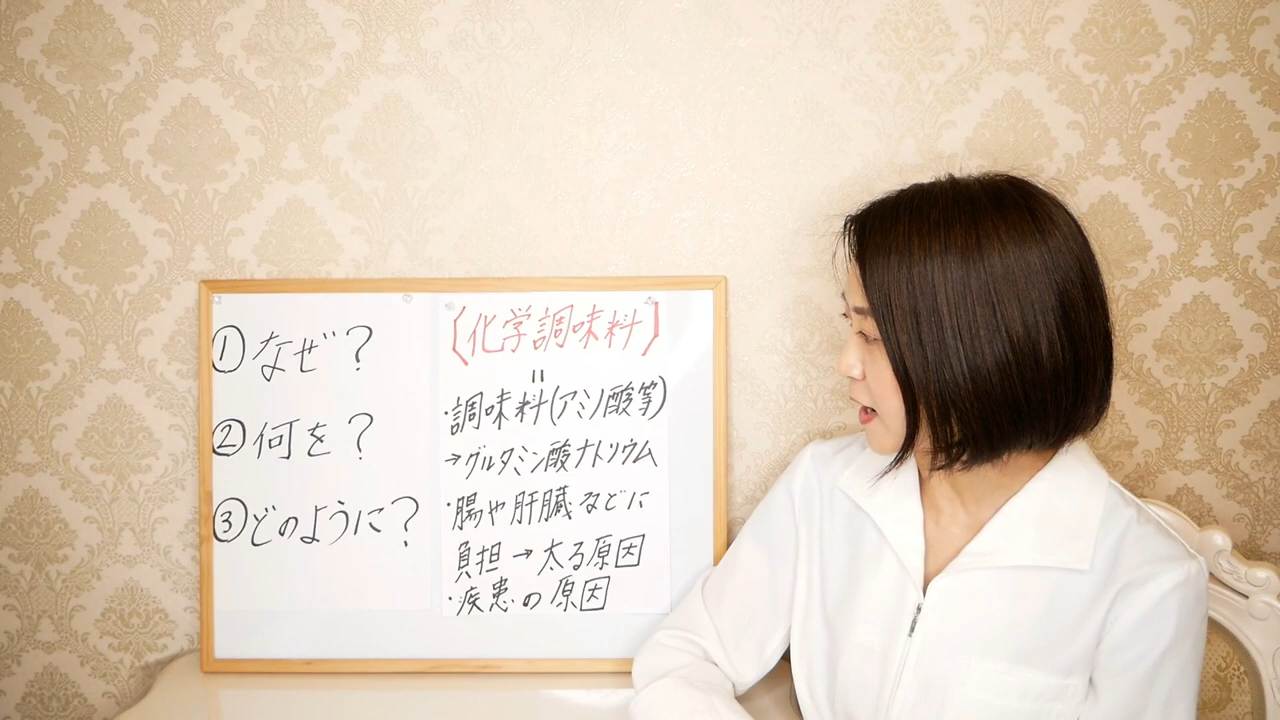 ①なぜ?
②何を?
③どのように?
〔化学調味料〕
=
・調味料(アミノ酸等)
→グルタミン酸ナトリウム
・腸や肝臓などに
負担→太る原因
・疾患の原因